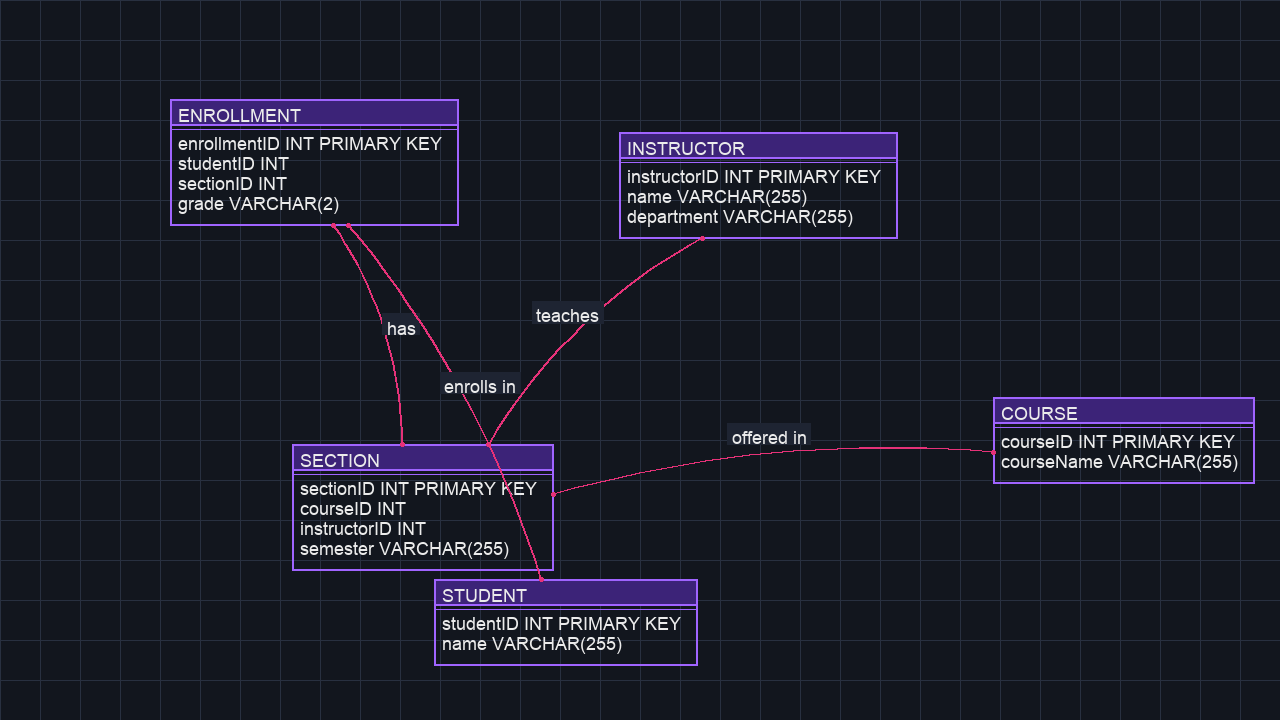 ENROLLMENT
enrollmentID INT PRIMARY KEY
studentID INT
sectionID INT
grade VARCHAR(2)
INSTRUCTOR
instructorID INT PRIMARY KEY
name VARCHAR(255)
department VARCHAR(255)
teaches
has
enrolls in
offered in
COURSE
courseID INT PRIMARY KEY
courseName VARCHAR(255)
SECTION
sectionID INT PRIMARY KEY
courseID INT
instructorID INT
semester VARCHAR(255)
STUDENT
studentID INT PRIMARY KEY
name VARCHAR(255)